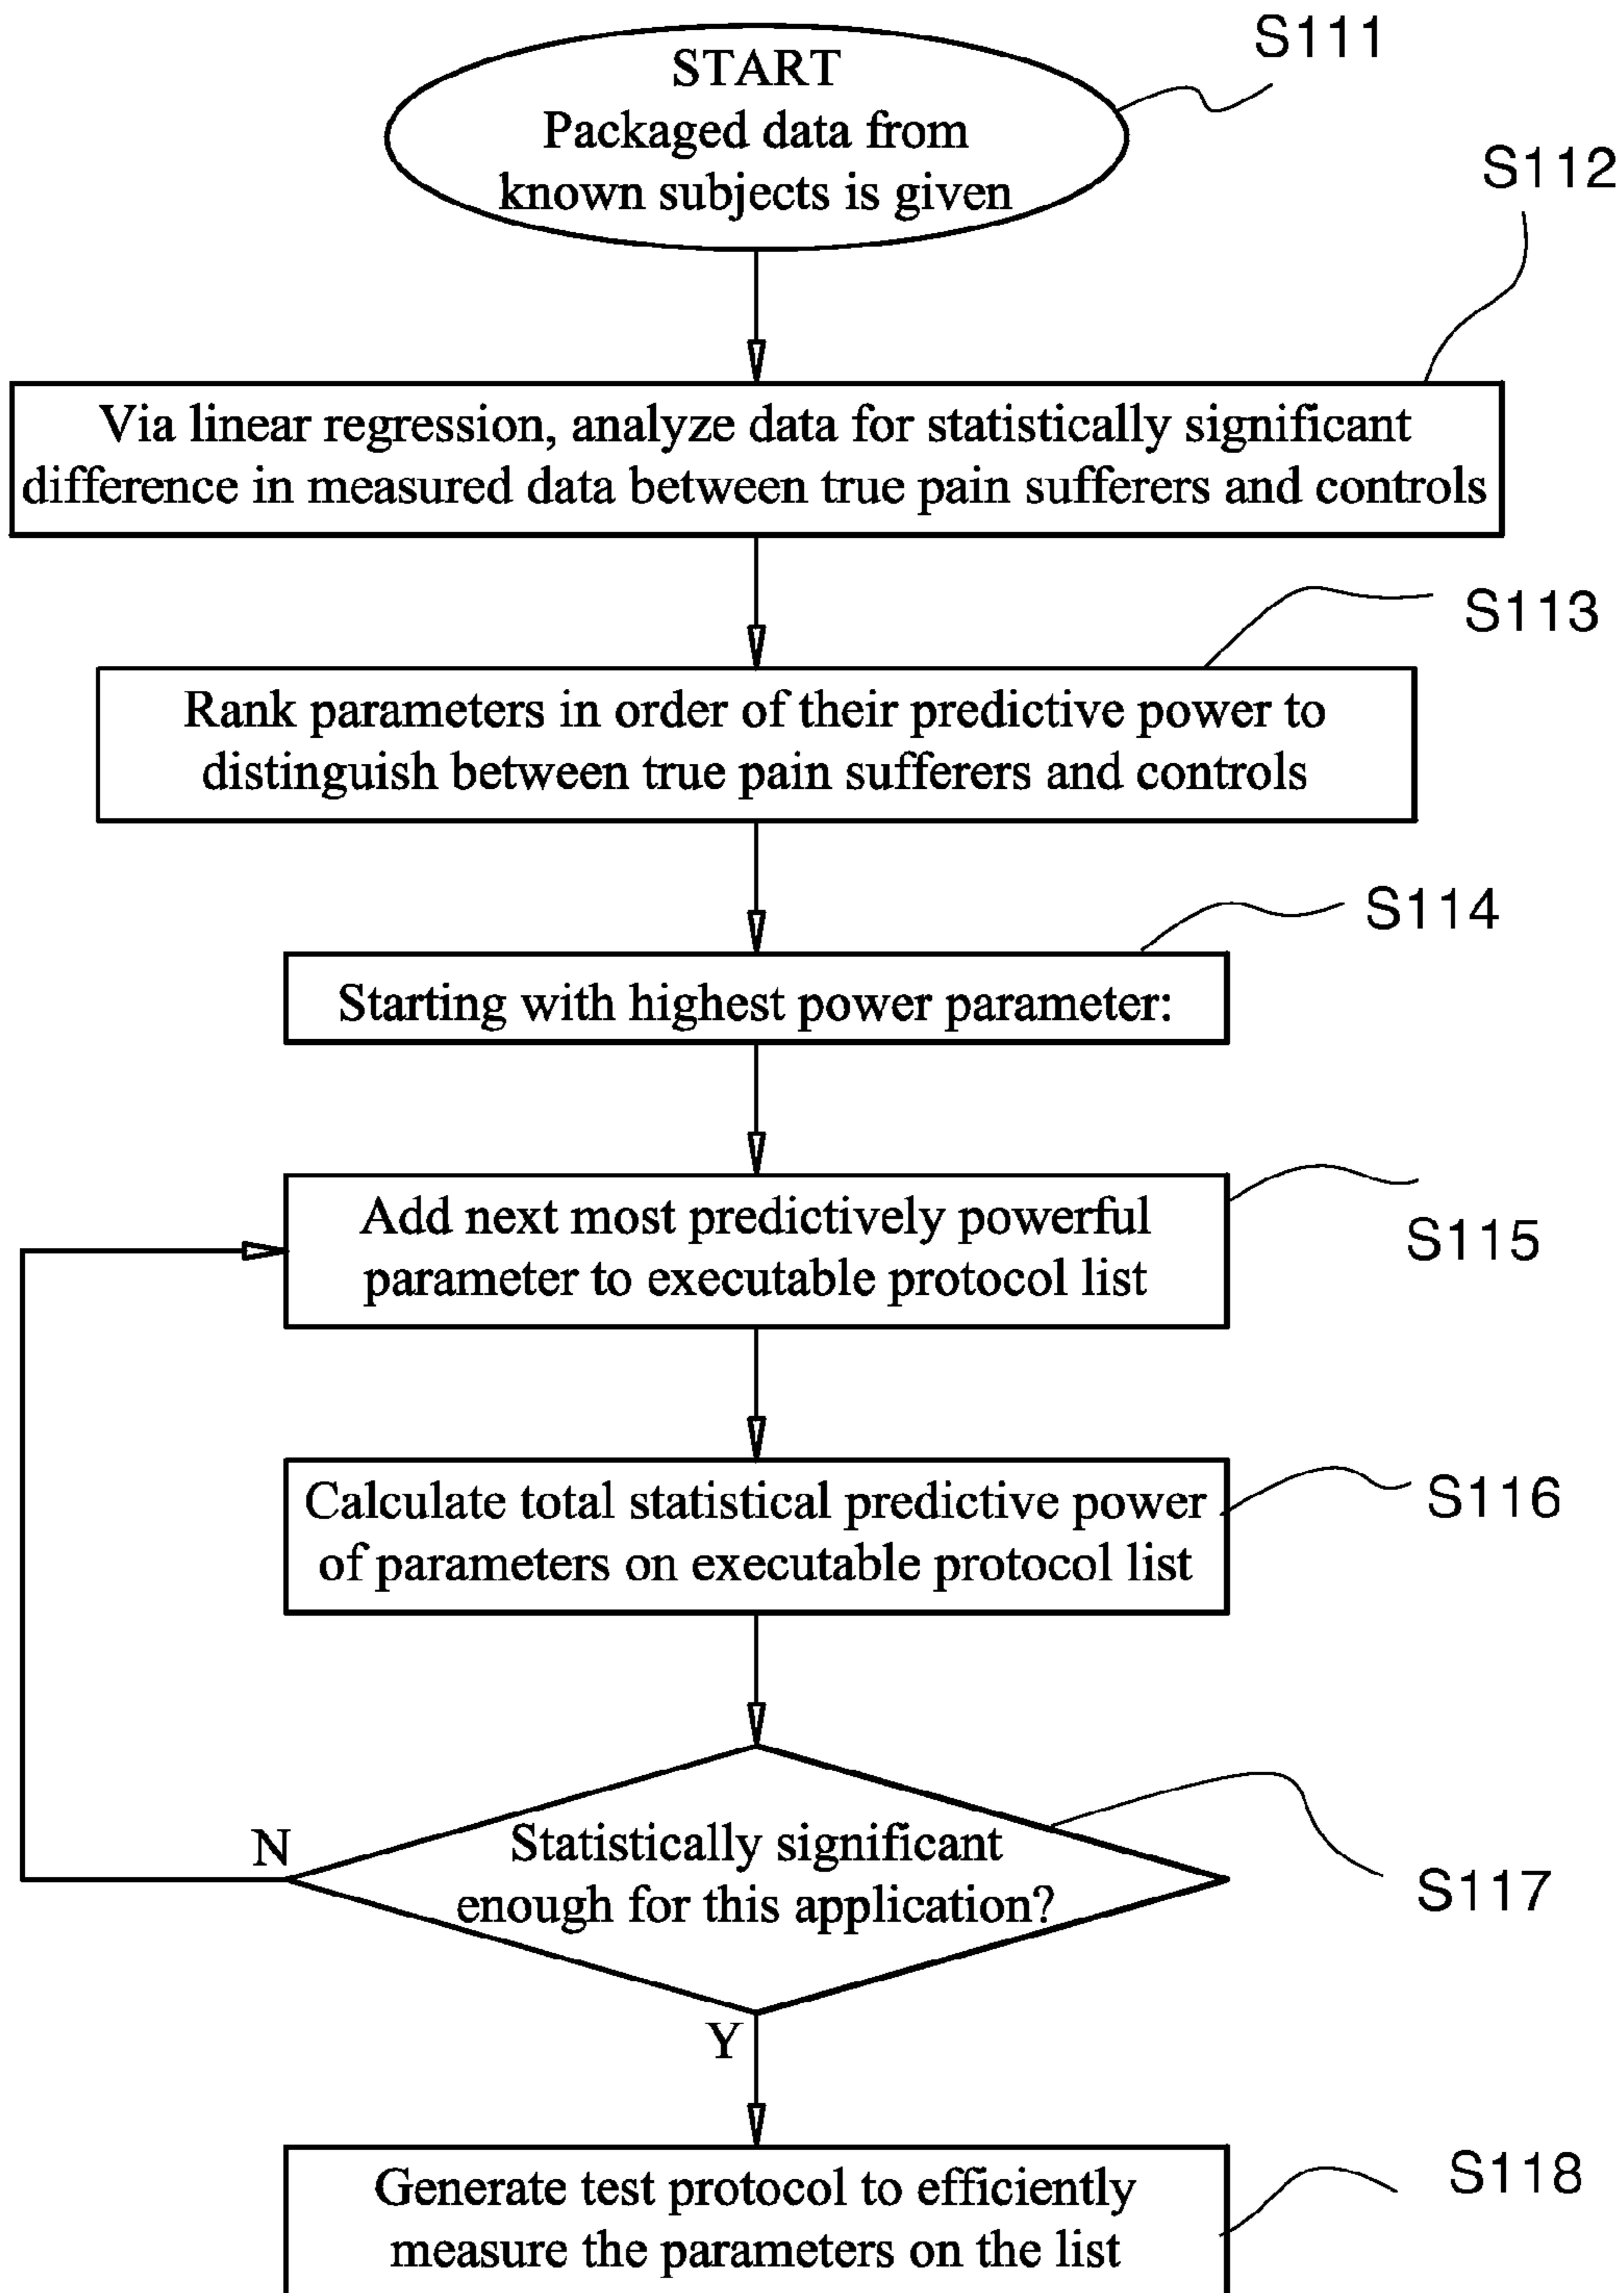 START
Packaged data from
known subjects is given
S111
Via linear regression, analyze data for statistically significant
difference in measured data between true pain sufferers and controls
S112
Rank parameters in order of their predictive power to
distinguish between true pain sufferers and controls
S113
Starting with highest power parameter:
S114
Add next most predictively powerful
parameter to executable protocol list
S115
Calculate total statistical predictive power
of parameters on executable protocol list
S116
Statistically significant
enough for this application?
S117
N
Y
Generate test protocol to efficiently
measure the parameters on the list
S118